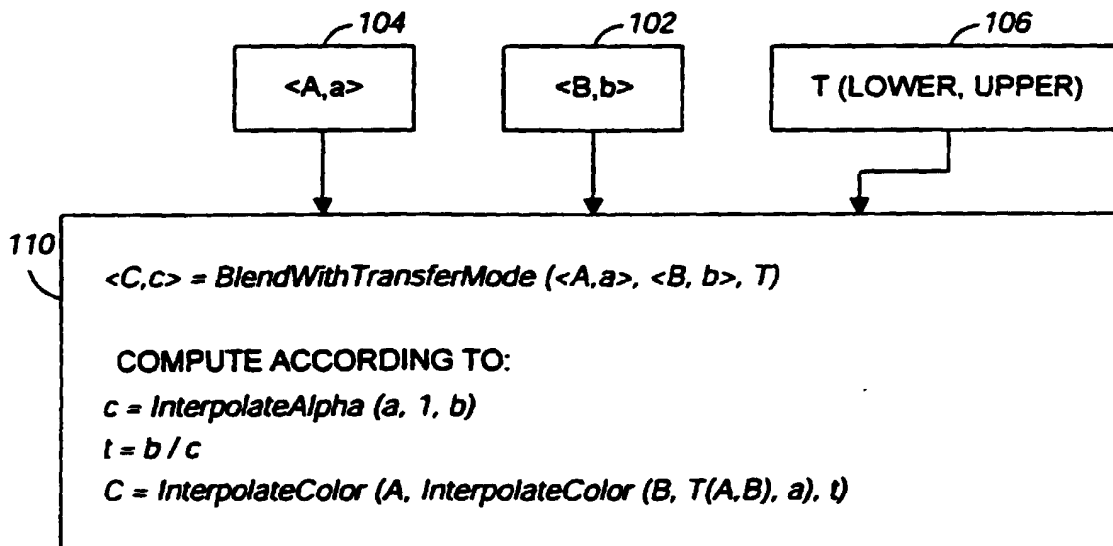 104
102
106
<A,a>
<B,b>
T (LOWER, UPPER)
110
<C,c> = BlendWithTransferMode (<A,a>, <B, b>, T)
COMPUTE ACCORDING TO:
c = InterpolateAlpha (a, 1, b)
t = b / c
C = InterpolateColor (A, InterpolateColor (B, T(A,B), a), t)